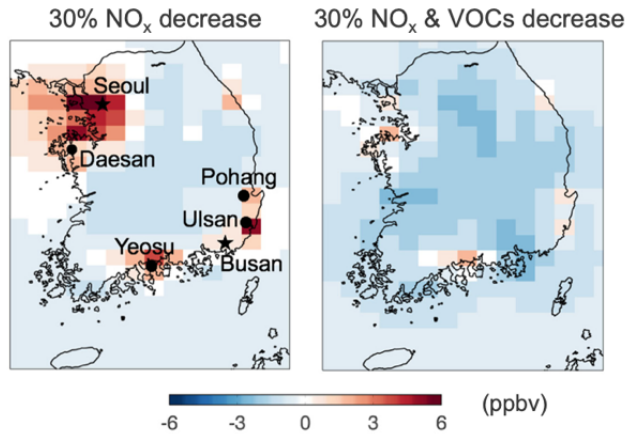 30% NOx decrease
30% NOx & VOCs decrease
Seoul
Daesan
Pohang
Ulsan
Yeosu
Busan
-6 -3 0 3 6 (ppbv)